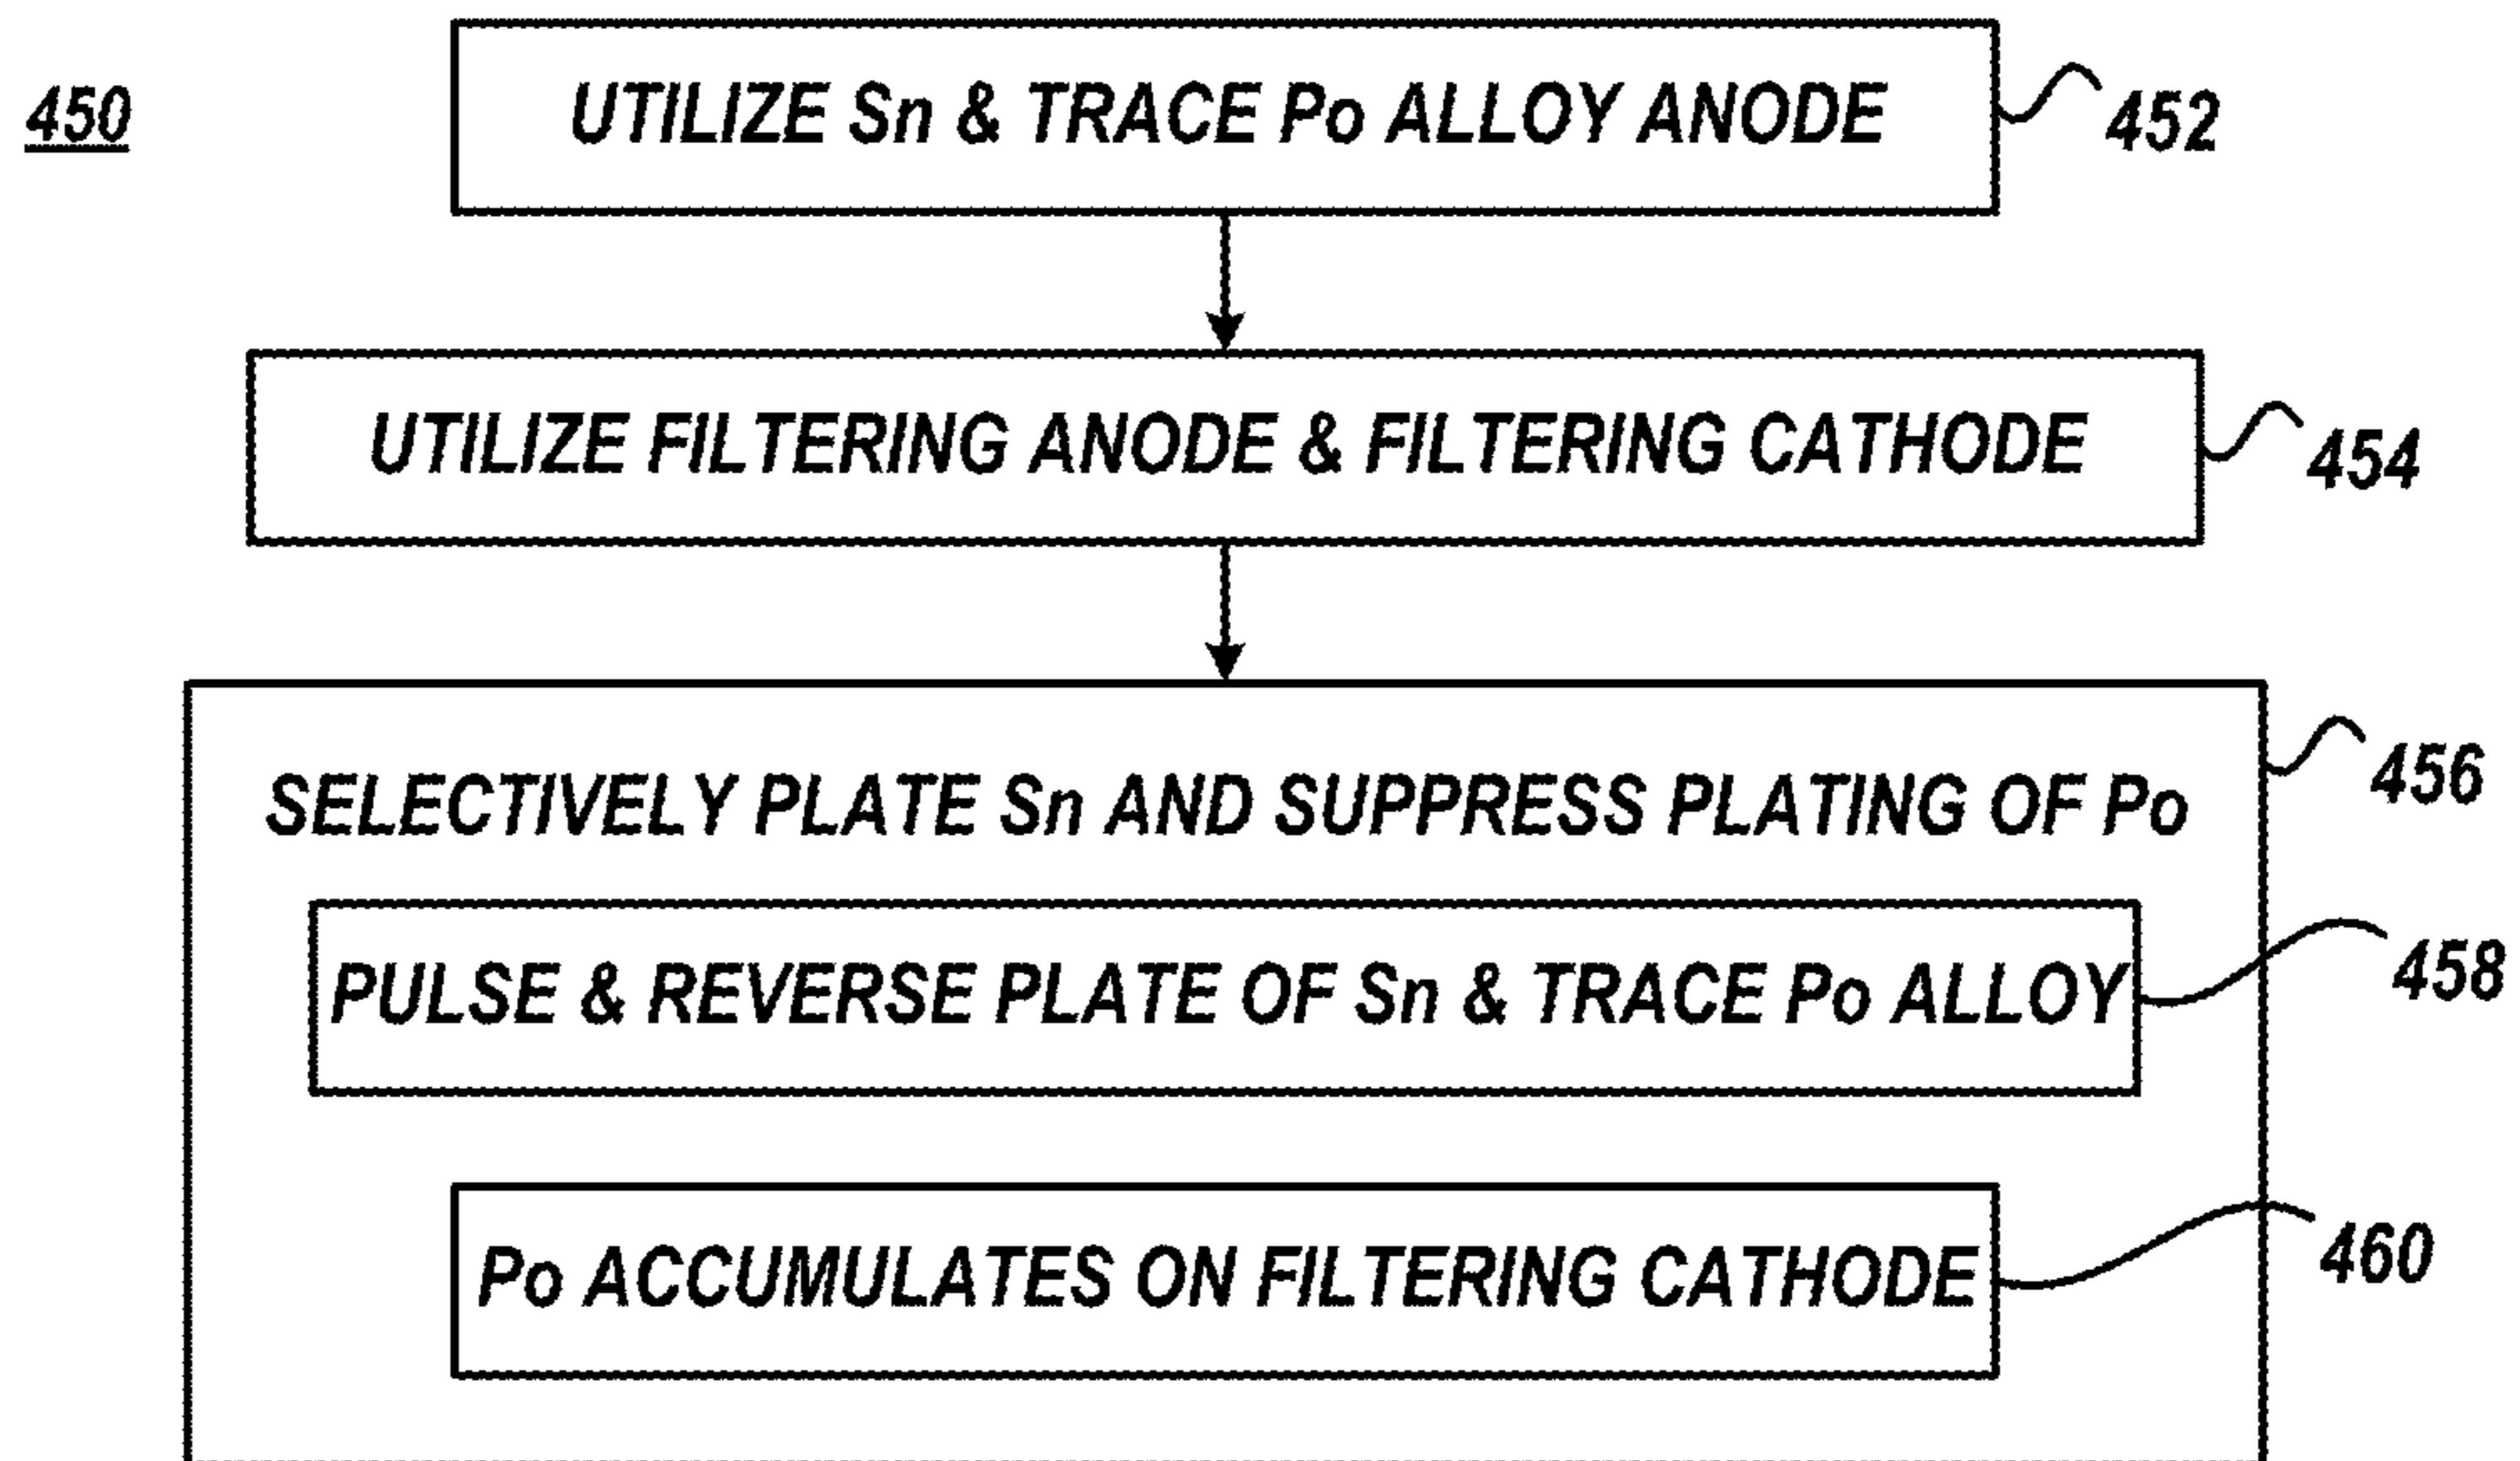 450
UTILIZE Sn & TRACE Po ALLOY ANODE
452
UTILIZE FILTERING ANODE & FILTERING CATHODE
454
SELECTIVELY PLATE Sn AND SUPPRESS PLATING OF Po
456
PULSE & REVERSE PLATE OF Sn & TRACE Po ALLOY
458
Po ACCUMULATES ON FILTERING CATHODE
460